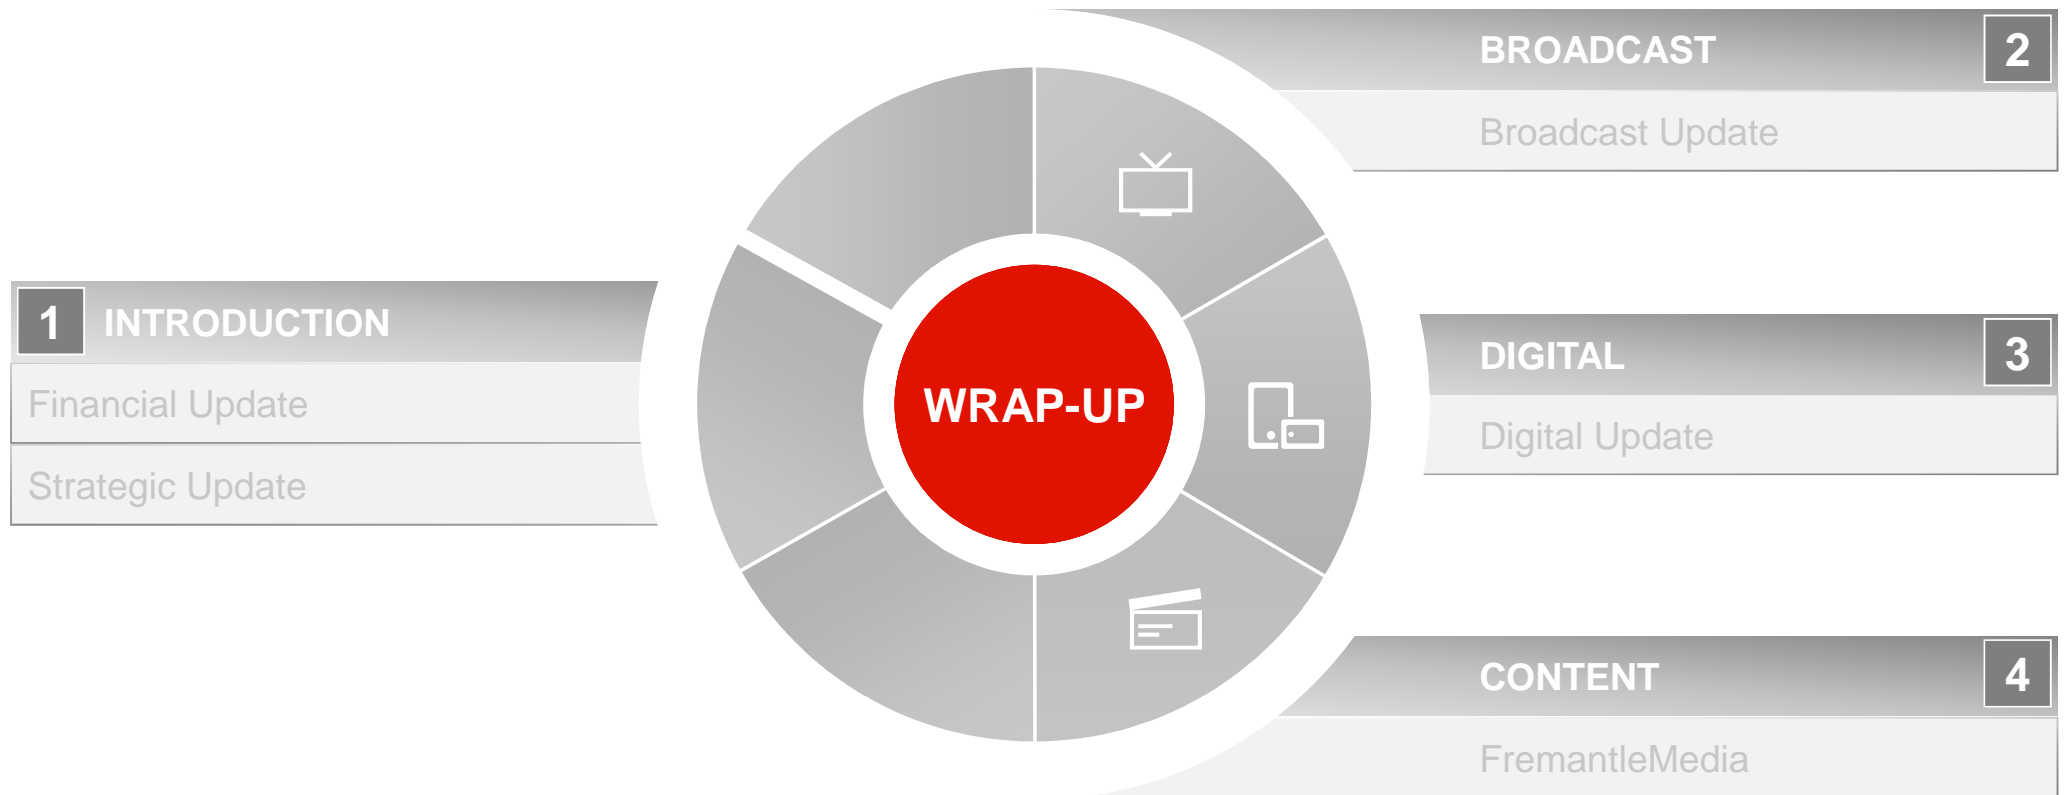 1 INTRODUCTION
Financial Update
Strategic Update
WRAP-UP
BROADCAST 2
Broadcast Update
DIGITAL 3
Digital Update
CONTENT 4
FremantleMedia